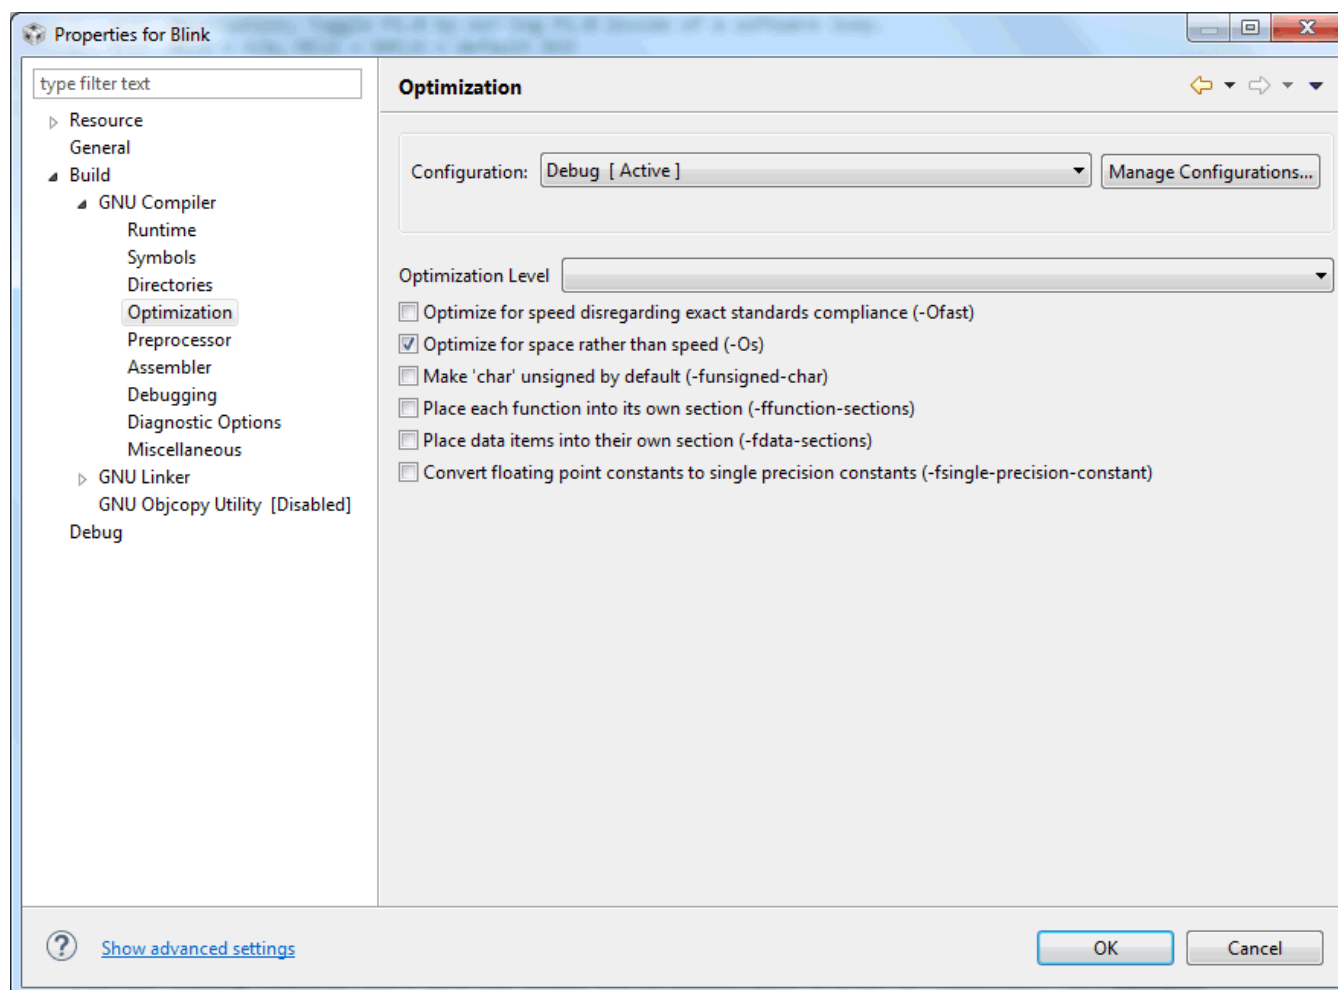 Properties for Blink
type filter text
Resource
General
Build
GNU Compiler
Runtime
Symbols
Directories
Optimization
Preprocessor
Assembler
Debugging
Diagnostic Options
Miscellaneous
GNU Linker
GNU Objcopy Utility [Disabled]
Debug
Optimization
Configuration: Debug [ Active ] Manage Configurations...
Optimization Level
Optimize for speed disregarding exact standards compliance (-Ofast)
Optimize for space rather than speed (-Os)
Make 'char' unsigned by default (-funsigned-char)
Place each function into its own section (-ffunction-sections)
Place data items into their own section (-fdata-sections)
Convert floating point constants to single precision constants (-fsingle-precision-constant)
? Show advanced settings
OK Cancel